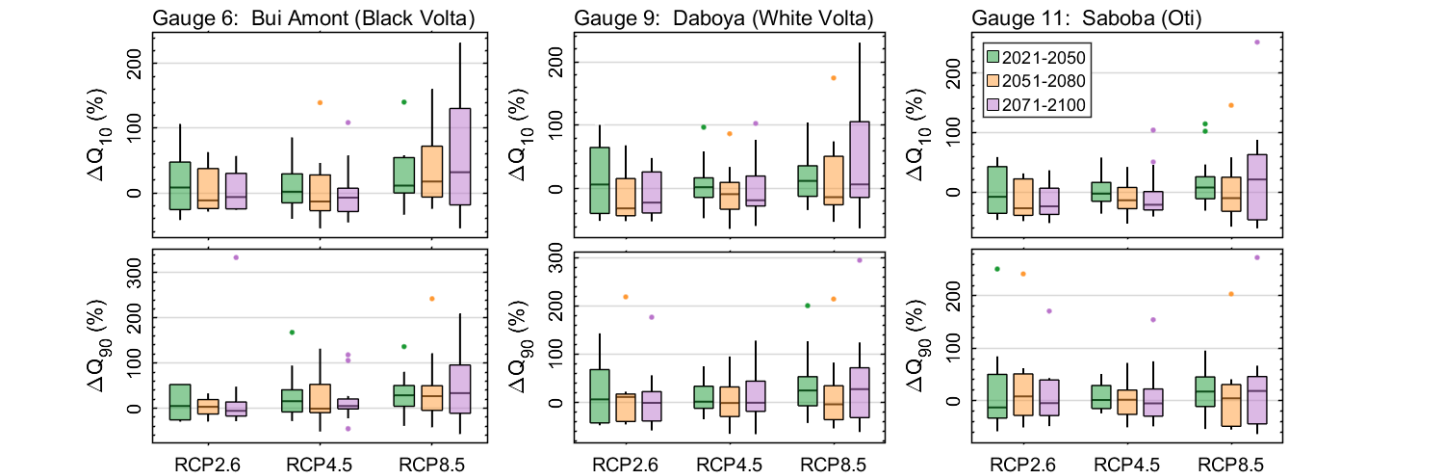 Gauge 6: Bui Amont (Black Volta)
Gauge 9: Daboya (White Volta)
Gauge 11: Saboba (Oti)
ΔQ10 (%)
200
100
0
ΔQ10 (%)
200
100
0
ΔQ10 (%)
200
100
0
2021-2050
2051-2080
2071-2100
ΔQ90 (%)
300
200
100
0
ΔQ90 (%)
300
200
100
0
ΔQ90 (%)
200
100
0
RCP2.6 RCP4.5 RCP8.5
RCP2.6 RCP4.5 RCP8.5
RCP2.6 RCP4.5 RCP8.5